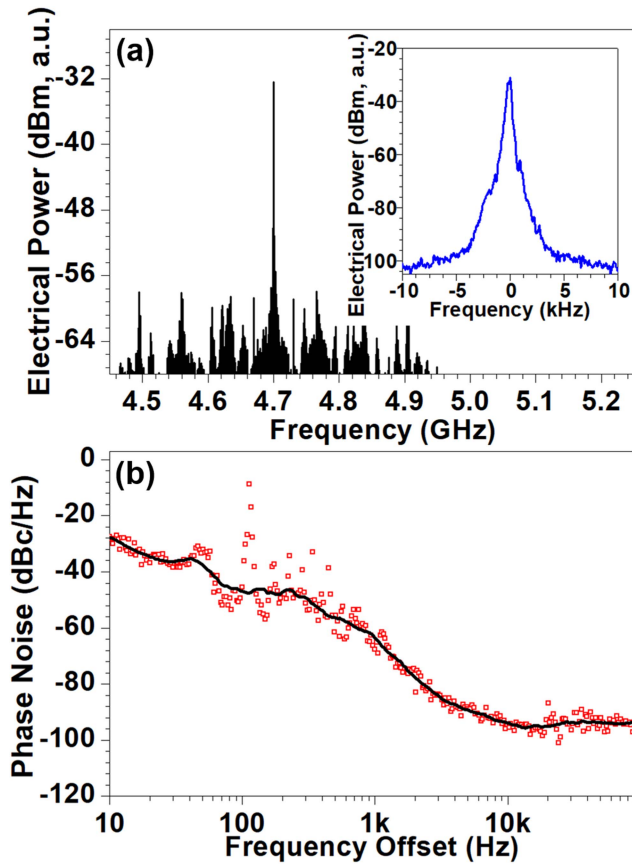 (a)
Electrical Power (dBm, a.u.)
-32
-40
-48
-56
-64
4.5 4.6 4.7 4.8 4.9 5.0 5.1 5.2
Frequency (GHz)
Electrical Power (dBm, a.u.)
-20
-40
-60
-80
-100
-10 -5 0 5 10
Frequency (kHz)
(b)
Phase Noise (dBc/Hz)
0
-20
-40
-60
-80
-100
-120
10 100 1k 10k
Frequency Offset (Hz)